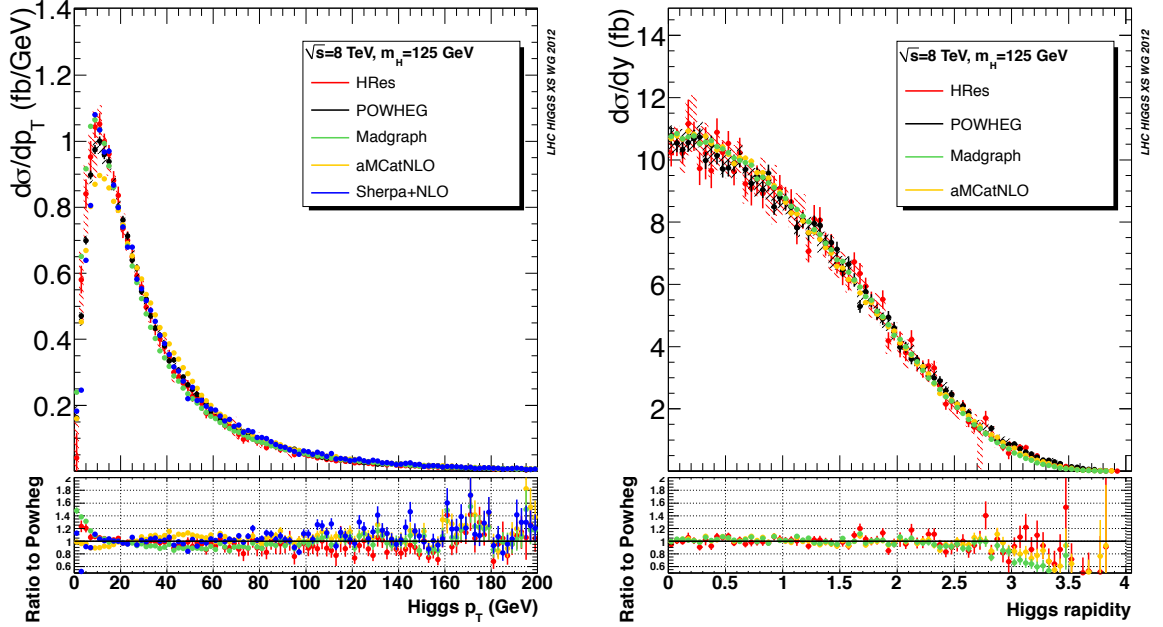 dσ/dp_T (fb/GeV)
1.4
1.2
1
0.8
0.6
0.4
0.2
√s=8 TeV, m_H=125 GeV
HRes
POWHEG
Madgraph
aMCatNLO
Sherpa+NLO
LHC HIGGS XS WG 2012
Ratio to Powheg
2
1.8
1.6
1.4
1.2
1
0.8
0.6
0 20 40 60 80 100 120 140 160 180 200
Higgs p_T (GeV)
dσ/dy (fb)
14
12
10
8
6
4
2
√s=8 TeV, m_H=125 GeV
HRes
POWHEG
Madgraph
aMCatNLO
LHC HIGGS XS WG 2012
Ratio to Powheg
2
1.8
1.6
1.4
1.2
1
0.8
0.6
0 0.5 1 1.5 2 2.5 3 3.5 4
Higgs rapidity